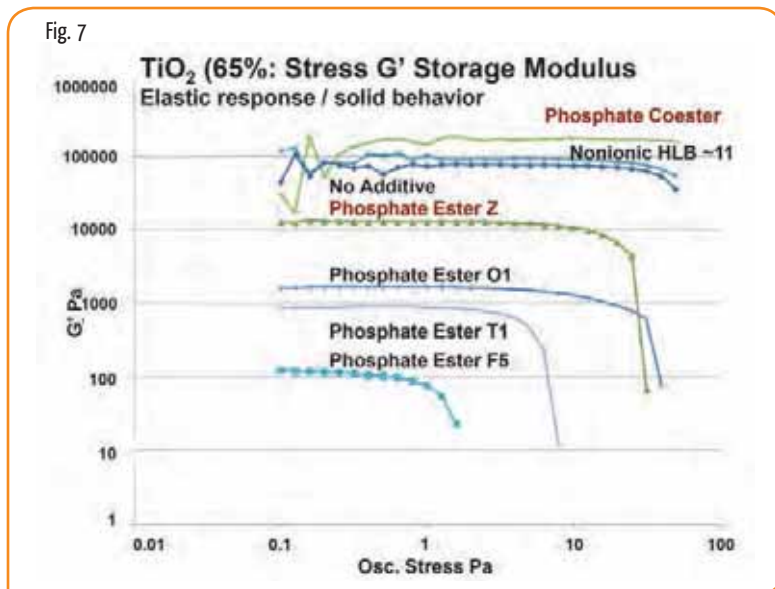 Fig. 7
TiO₂ (65%: Stress G' Storage Modulus
Elastic response / solid behavior
1000000
100000
10000
1000
100
10
1
G' Pa
Phosphate Coester
Nonionic HLB ~11
No Additive
Phosphate Ester Z
Phosphate Ester O1
Phosphate Ester T1
Phosphate Ester F5
0.01 0.1 1 10 100
Osc. Stress Pa